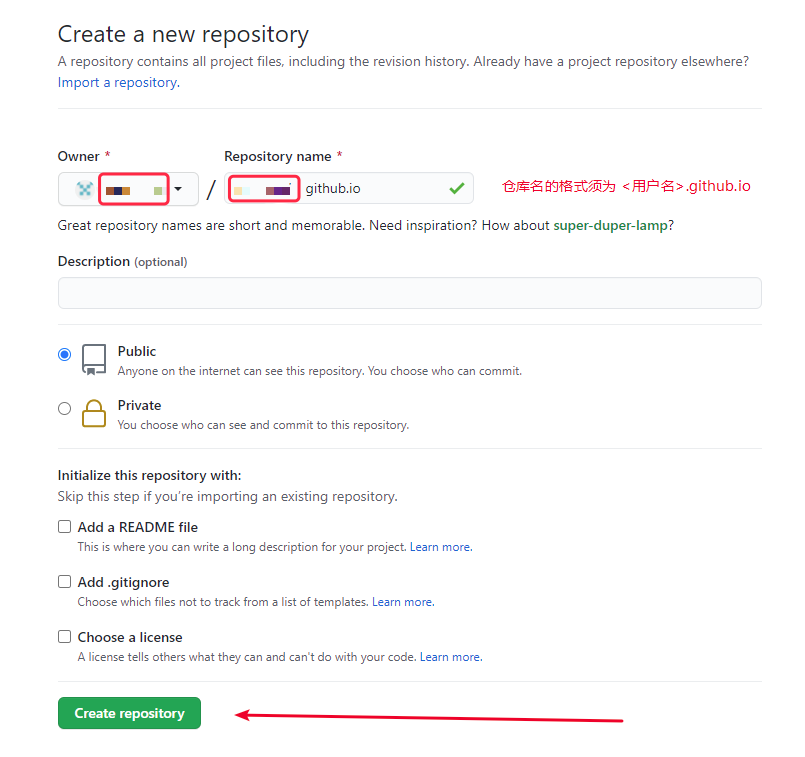 Create a new repository
A repository contains all project files, including the revision history. Already have a project repository elsewhere?
Import a repository.
Owner *
Repository name *
/
github.io
仓库名的格式须为 <用户名>.github.io
Great repository names are short and memorable. Need inspiration? How about super-duper-lamp?
Description (optional)
Public
Anyone on the internet can see this repository. You choose who can commit.
Private
You choose who can see and commit to this repository.
Initialize this repository with:
Skip this step if you’re importing an existing repository.
Add a README file
This is where you can write a long description for your project. Learn more.
Add .gitignore
Choose which files not to track from a list of templates. Learn more.
Choose a license
A license tells others what they can and can't do with your code. Learn more.
Create repository